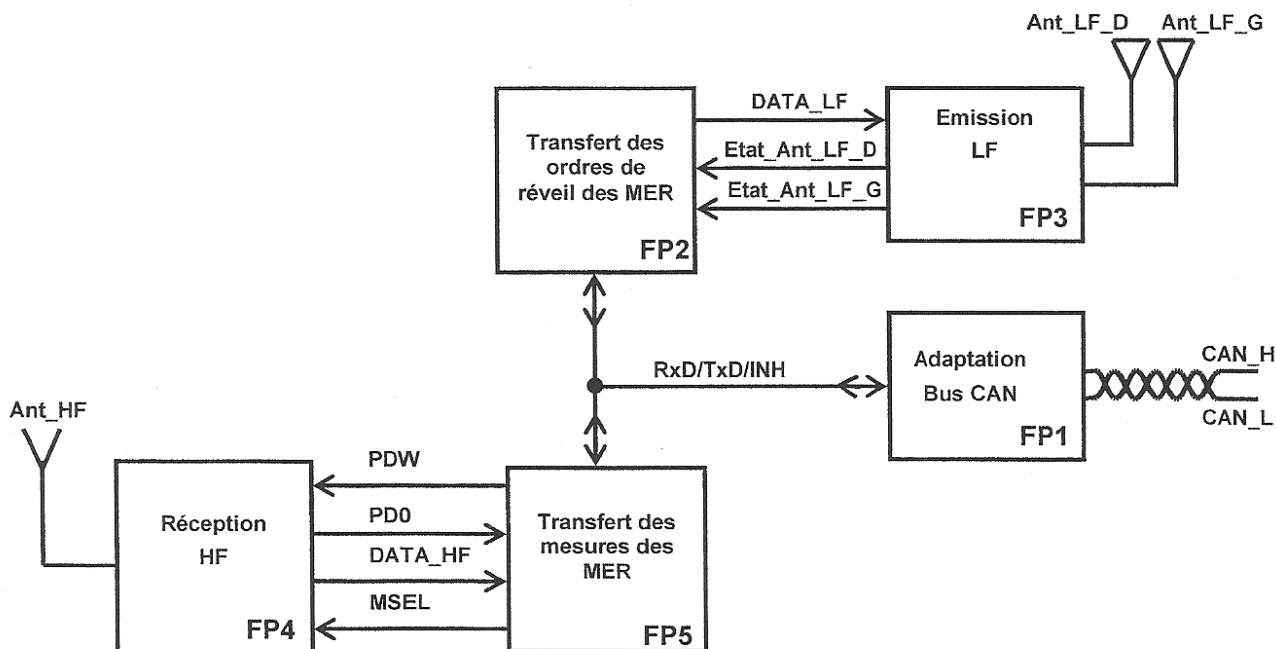 Ant_LF_D
Ant_LF_G
DATA_LF
Emission
LF
Transfert des
ordres de
réveil des MER
Etat_Ant_LF_D
Etat_Ant_LF_G
FP3
FP2
RxD/TxD/INH
Adaptation
Bus CAN
CAN_H
CAN_L
FP1
Ant_HF
PDW
Réception
HF
PD0
Transfert des
mesures des
MER
DATA_HF
MSEL
FP4
FP5